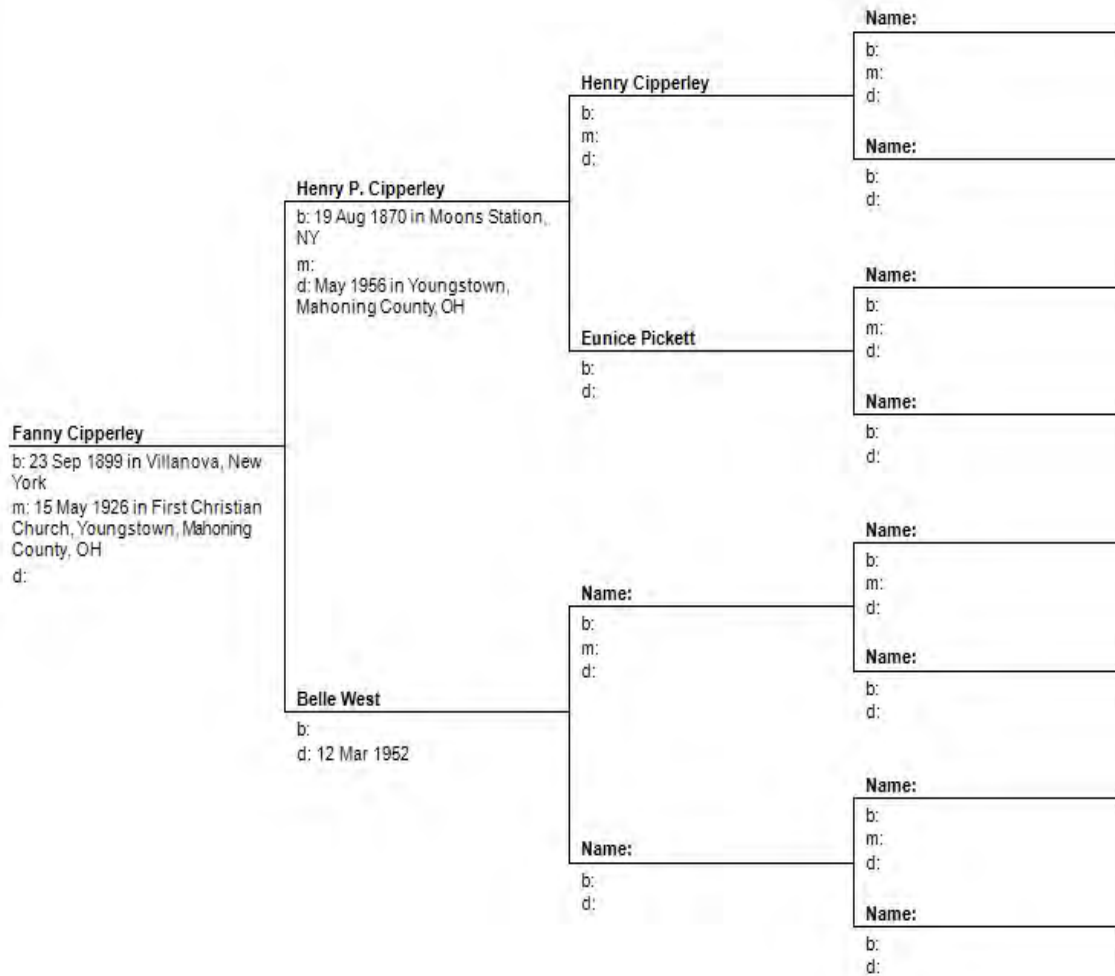 Fanny Cipperley
b: 23 Sep 1899 in Villanova, New
York
m: 15 May 1926 in First Christian
Church, Youngstown, Mahoning
County, OH
d:
Henry P. Cipperley
b: 19 Aug 1870 in Moons Station,
NY
m:
d: May 1956 in Youngstown,
Mahoning County, OH
Belle West
b:
d: 12 Mar 1952
Henry Cipperley
b:
m:
d:
Eunice Pickett
b:
d:
Name:
b:
m:
d:
Name:
b:
d:
Name:
b:
m:
d:
Name:
b:
d:
Name:
b:
m:
d:
Name:
b:
d:
Name:
b:
m:
d:
Name:
b:
d:
Name:
b:
m:
d:
Name:
b:
d: